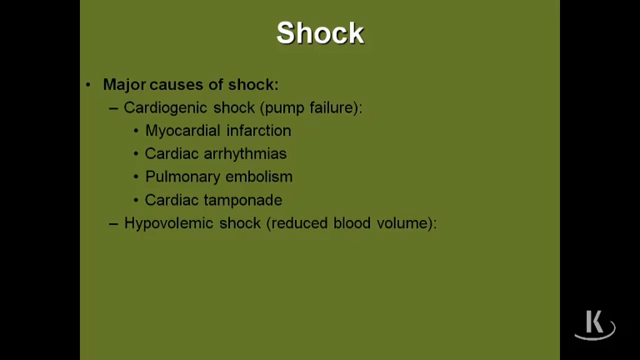 Shock
• Major causes of shock:
– Cardiogenic shock (pump failure):
• Myocardial infarction
• Cardiac arrhythmias
• Pulmonary embolism
• Cardiac tamponade
– Hypovolemic shock (reduced blood volume):
K